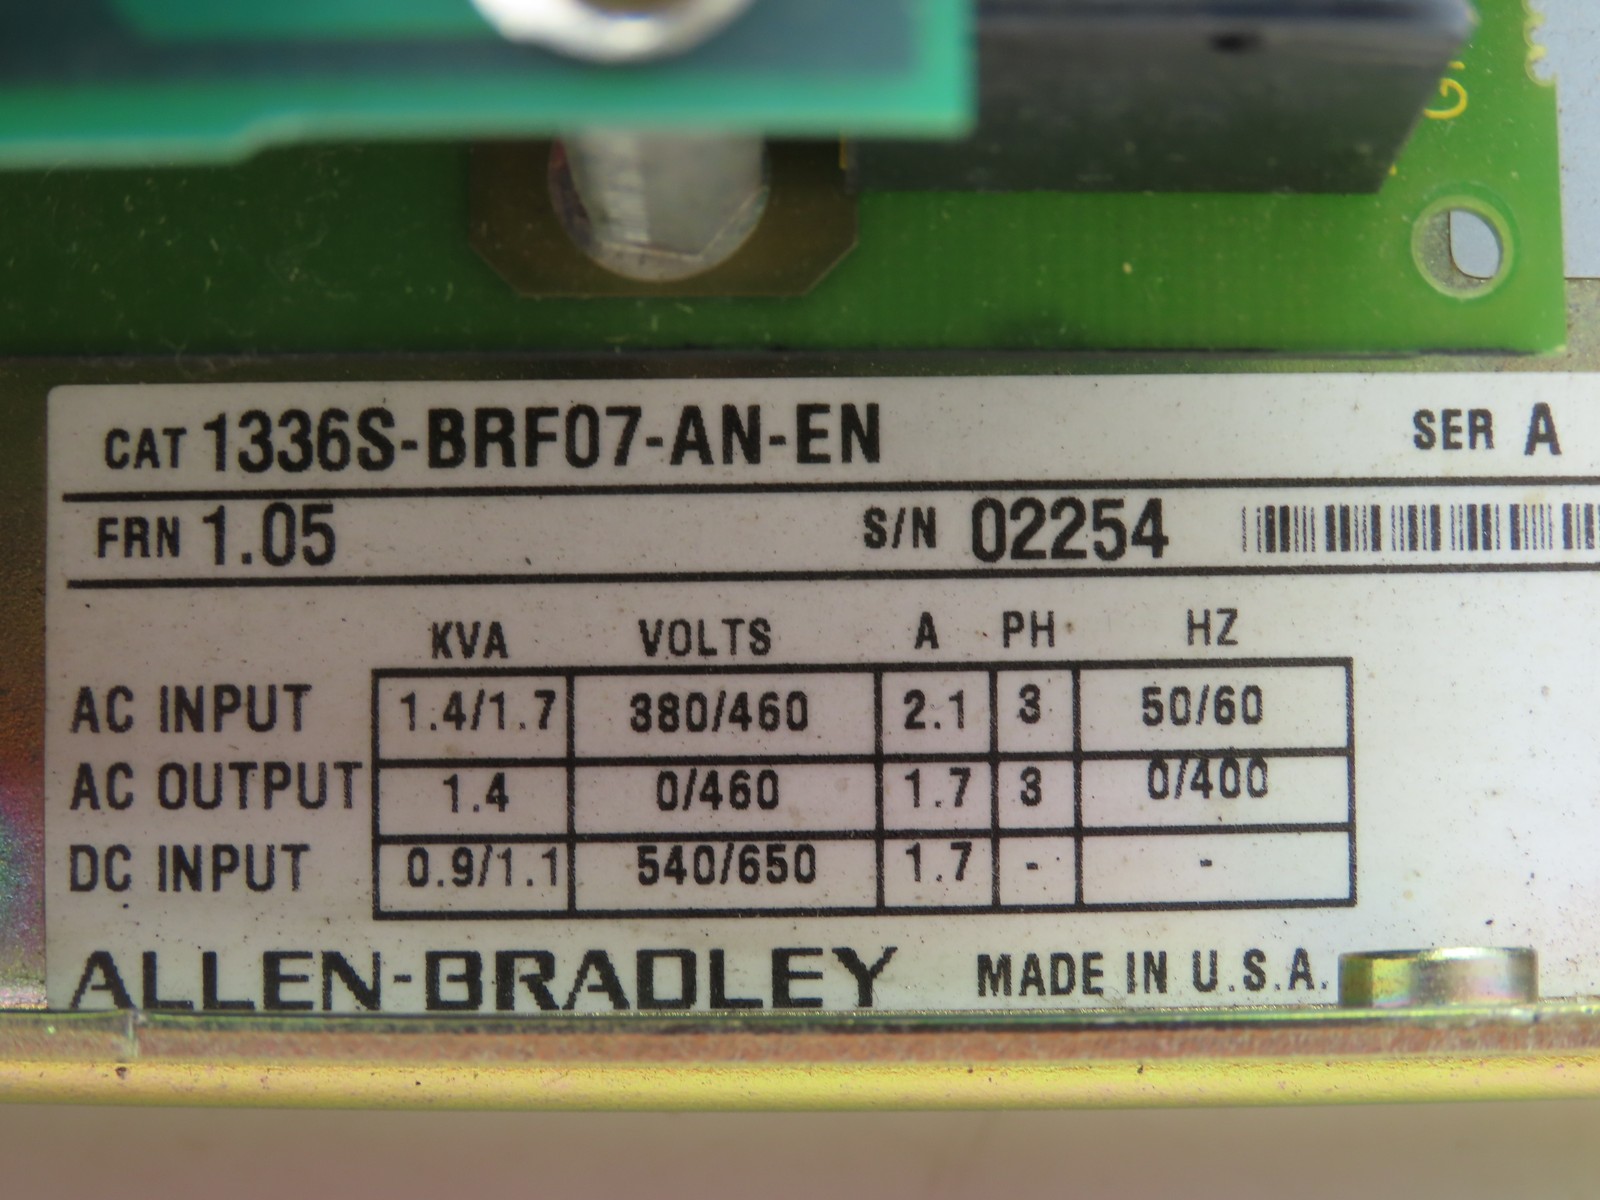 G.
CAT 1336S-BRF07-AN-EN SER A
FRN 1.05 S/N 02254
KVA VOLTS A PH HZ
AC INPUT 1.4/1.7 380/460 2.1 3 50/60
AC OUTPUT 1.4 0/460 1.7 3 0/400
DC INPUT 0.9/1.1 540/650 1.7 - -
ALLEN-BRADLEY MADE IN U.S.A.